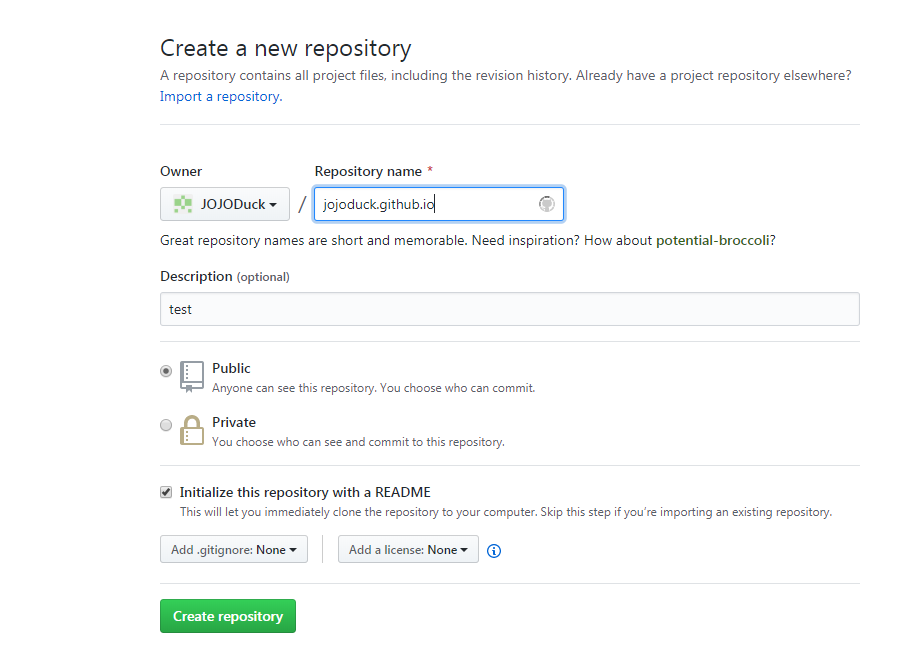 Create a new repository
A repository contains all project files, including the revision history. Already have a project repository elsewhere?
Import a repository.
Owner
Repository name *
JOJODuck / jojoduck.github.io
Great repository names are short and memorable. Need inspiration? How about potential-broccoli?
Description (optional)
test
Public
Anyone can see this repository. You choose who can commit.
Private
You choose who can see and commit to this repository.
Initialize this repository with a README
This will let you immediately clone the repository to your computer. Skip this step if you’re importing an existing repository.
Add .gitignore: None
Add a license: None
Create repository